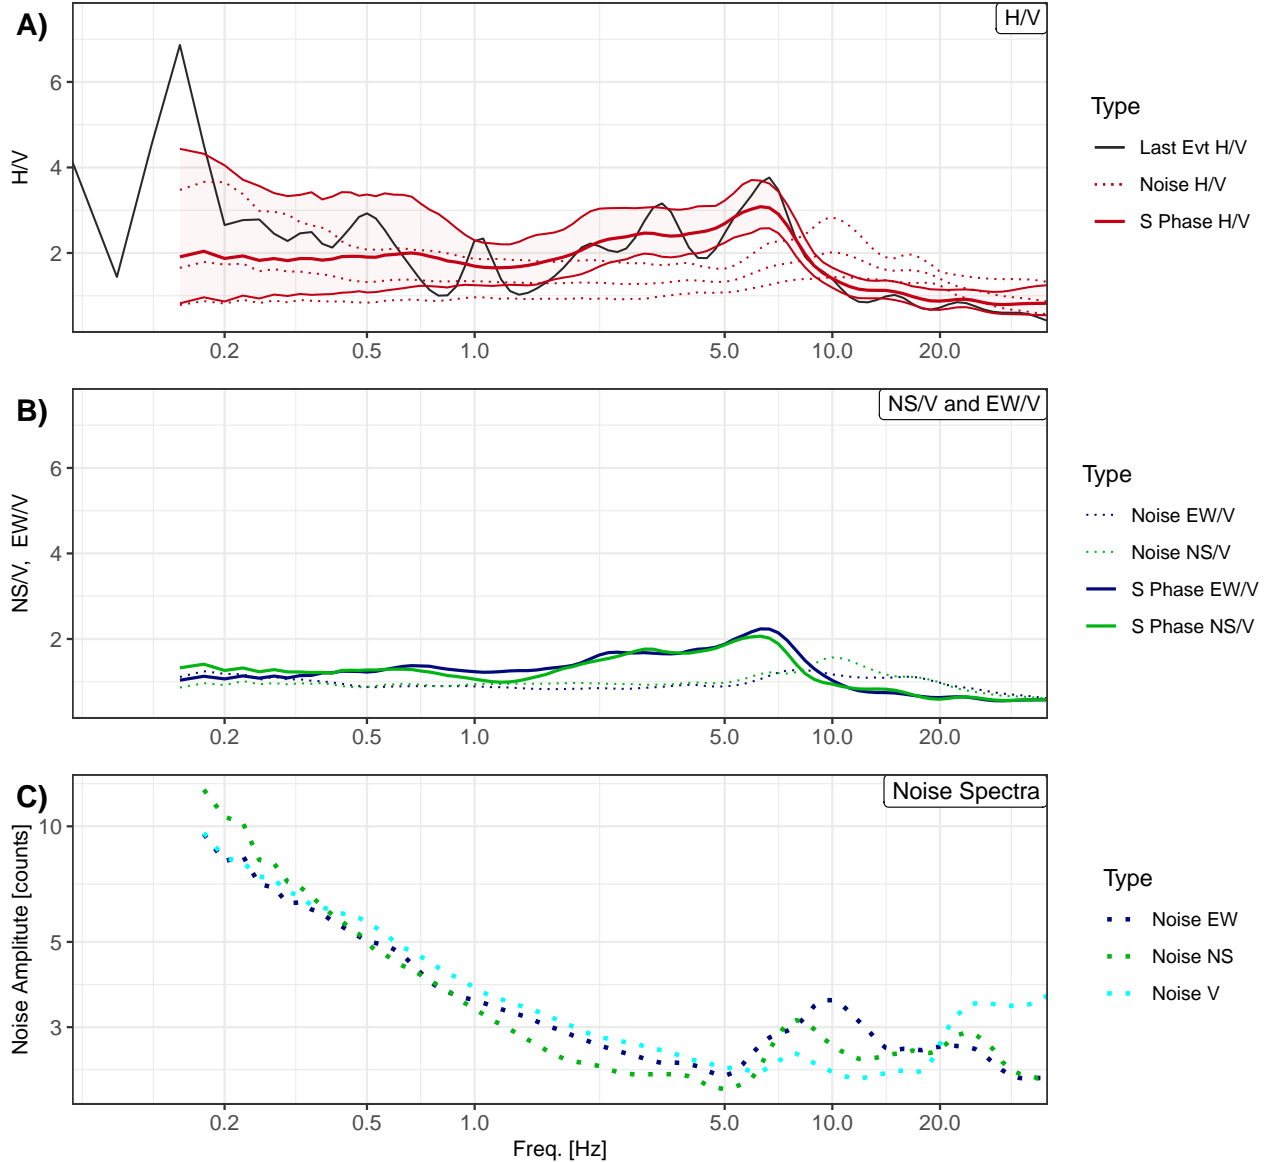 A)
H/V
H/V
6
4
2
0.2 0.5 1.0 5.0 10.0 20.0
Type
Last Evt H/V
Noise H/V
S Phase H/V
B)
NS/V and EW/V
NS/V, EW/V
6
4
2
0.2 0.5 1.0 5.0 10.0 20.0
Type
Noise EW/V
Noise NS/V
S Phase EW/V
S Phase NS/V
C)
Noise Spectra
Noise Amplitute [counts]
10
5
3
0.2 0.5 1.0 5.0 10.0 20.0
Freq. [Hz]
Type
Noise EW
Noise NS
Noise V